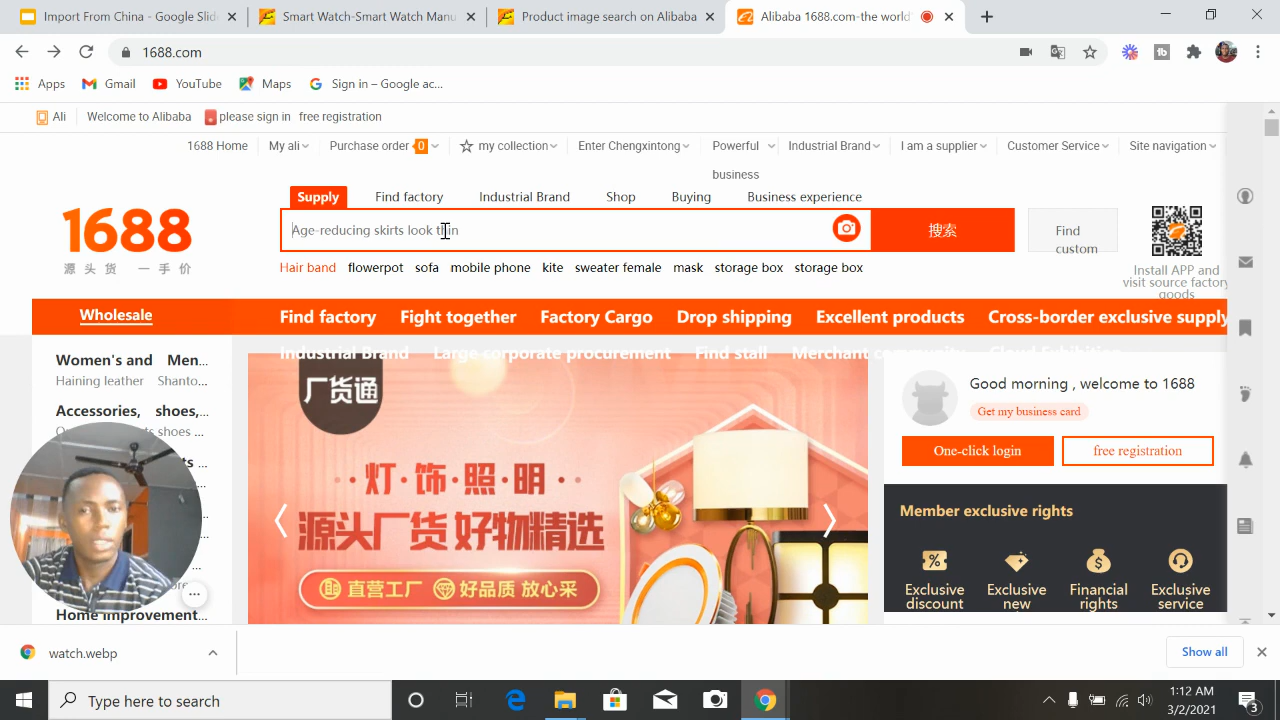 Import From China - Google Slid
Smart Watch-Smart Watch Manu
Product image search on Alibaba
Alibaba 1688.com-the world
1688.com
Apps
Gmail
YouTube
Maps
Sign in – Google ac...
Ali
Welcome to Alibaba
please sign in
free registration
1688 Home
My ali
Purchase order 0
my collection
Enter Chengxintong
Powerful business
Industrial Brand
I am a supplier
Customer Service
Site navigation
Supply
Find factory
Industrial Brand
Shop
Buying
Business experience
1688
源头货 一手价
Age-reducing skirts look thin
搜索
Find custom
Install APP and
visit source factory
goods
Hair band
flowerpot
sofa
mobile phone
kite
sweater female
mask
storage box
storage box
Wholesale
Find factory
Fight together
Factory Cargo
Drop shipping
Excellent products
Cross-border exclusive supply
Industrial Brand
Large corporate procurement
Find stall
Merchant community
Cloud Exhibition
Women's and Men...
Haining leather Shanto...
Accessories, shoes,...
shoes ...
Home improvement...
厂货通
灯·饰·照·明
源头厂货 好物精选
直营工厂 好品质 放心采
Good morning , welcome to 1688
Get my business card
One-click login
free registration
Member exclusive rights
Exclusive discount
Exclusive new
Financial rights
Exclusive service
watch.webp
Show all
Type here to search
1:12 AM
3/2/2021
3